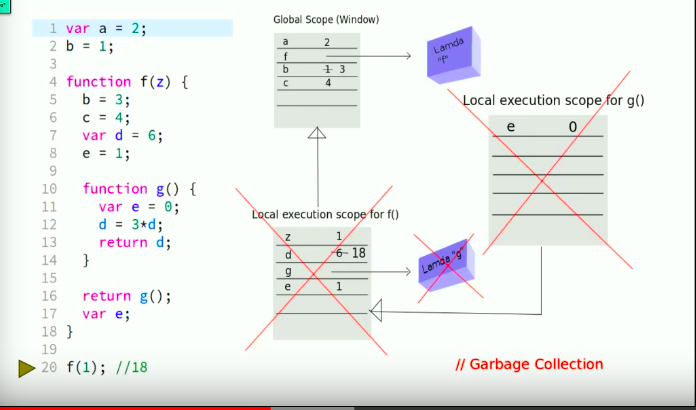 1 var a = 2;
2 b = 1;
3
4 function f(z) {
5 b = 3;
6 c = 4;
7 var d = 6;
8 e = 1;
9
10 function g() {
11 var e = 0;
12 d = 3*d;
13 return d;
14 }
15
16 return g();
17 var e;
18 }
19
20 f(1); //18
Global Scope (Window)
a 2
f
b 1 3
c 4
Lamda
"f"
Local execution scope for g()
e 0
Local execution scope for f()
z 1
d 6 18
g
e 1
Lamda "g"
// Garbage Collection